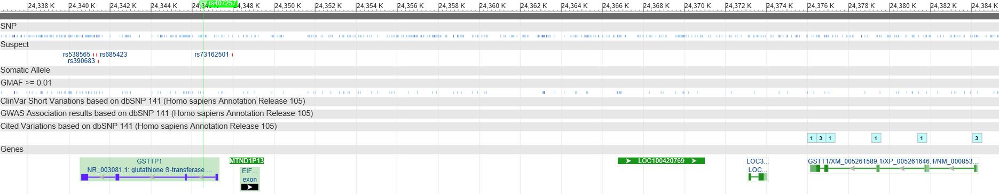 24,338 K 24,340 K 24,342 K 24,344 K rs407257 24,348 K 24,350 K 24,352 K 24,354 K 24,356 K 24,358 K 24,360 K 24,362 K 24,364 K 24,366 K 24,368 K 24,370 K 24,372 K 24,374 K 24,376 K 24,378 K 24,380 K 24,382 K 24,384 K
SNP
Suspect
rs538565 rs685423 rs73162501
rs390683
Somatic Allele
GMAF >= 0.01
ClinVar Short Variations based on dbSNP 141 (Homo sapiens Annotation Release 105)
GWAS Association results based on dbSNP 141 (Homo sapiens Annotation Release 105)
Cited Variations based on dbSNP 141 (Homo sapiens Annotation Release 105)
1 3 1 1 1 3
Genes
GSTTP1 MTND1P13 LOC100420769 LOC3... GSTT1/XM_005261589.1/XP_005261646.1/NM_000853....
NR_003081.1: glutathione S-transferase ... EIF... LOC...
exon